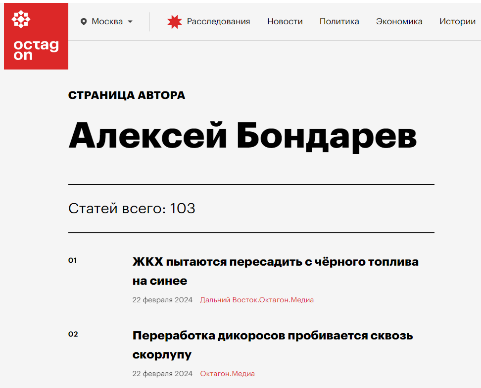 octag
on
Москва
Расследования
Новости
Политика
Экономика
Истории
СТРАНИЦА АВТОРА
Алексей Бондарев
Статей всего: 103
01
ЖКХ пытаются пересадить с чёрного топлива
на синее
22 февраля 2024 Дальний Восток.Октагон.Медиа
02
Переработка дикоросов пробивается сквозь
скорлупу
22 февраля 2024 Октагон.Медиа